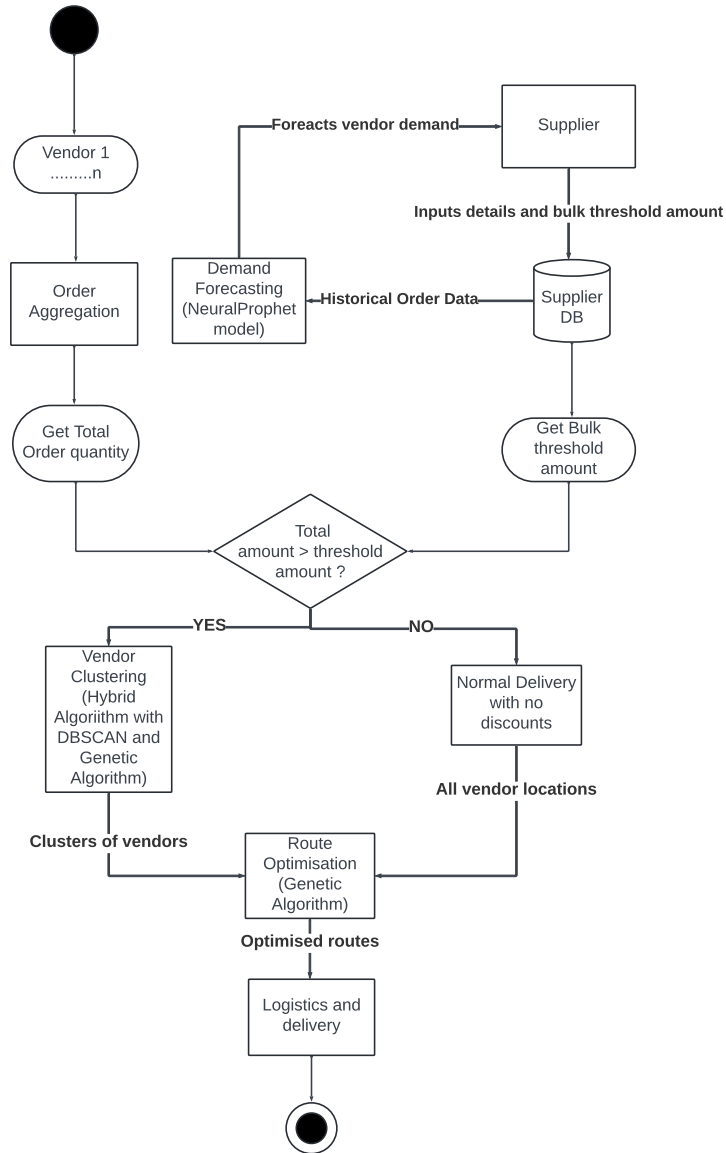 Vendor 1
.........n
Foreacts vendor demand
Supplier
Inputs details and bulk threshold amount
Order
Aggregation
Demand
Forecasting
(NeuralProphet
model)
Historical Order Data
Supplier
DB
Get Total
Order quantity
Get Bulk
threshold
amount
Total
amount > threshold
amount ?
YES
NO
Vendor
Clustering
(Hybrid
Algoriithm with
DBSCAN and
Genetic
Algorithm)
Normal Delivery
with no
discounts
All vendor locations
Clusters of vendors
Route
Optimisation
(Genetic
Algorithm)
Optimised routes
Logistics and
delivery